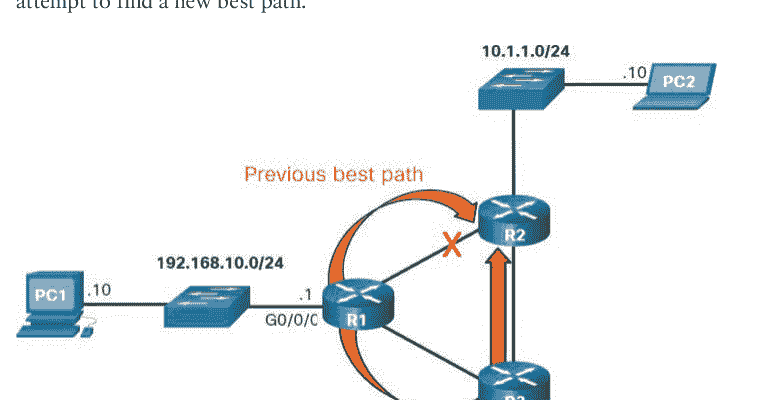 attempt to find a new best path.
10.1.1.0/24
.10
PC2
Previous best path
R2
192.168.10.0/24
PC1
.10
.1
G0/0/0
R1